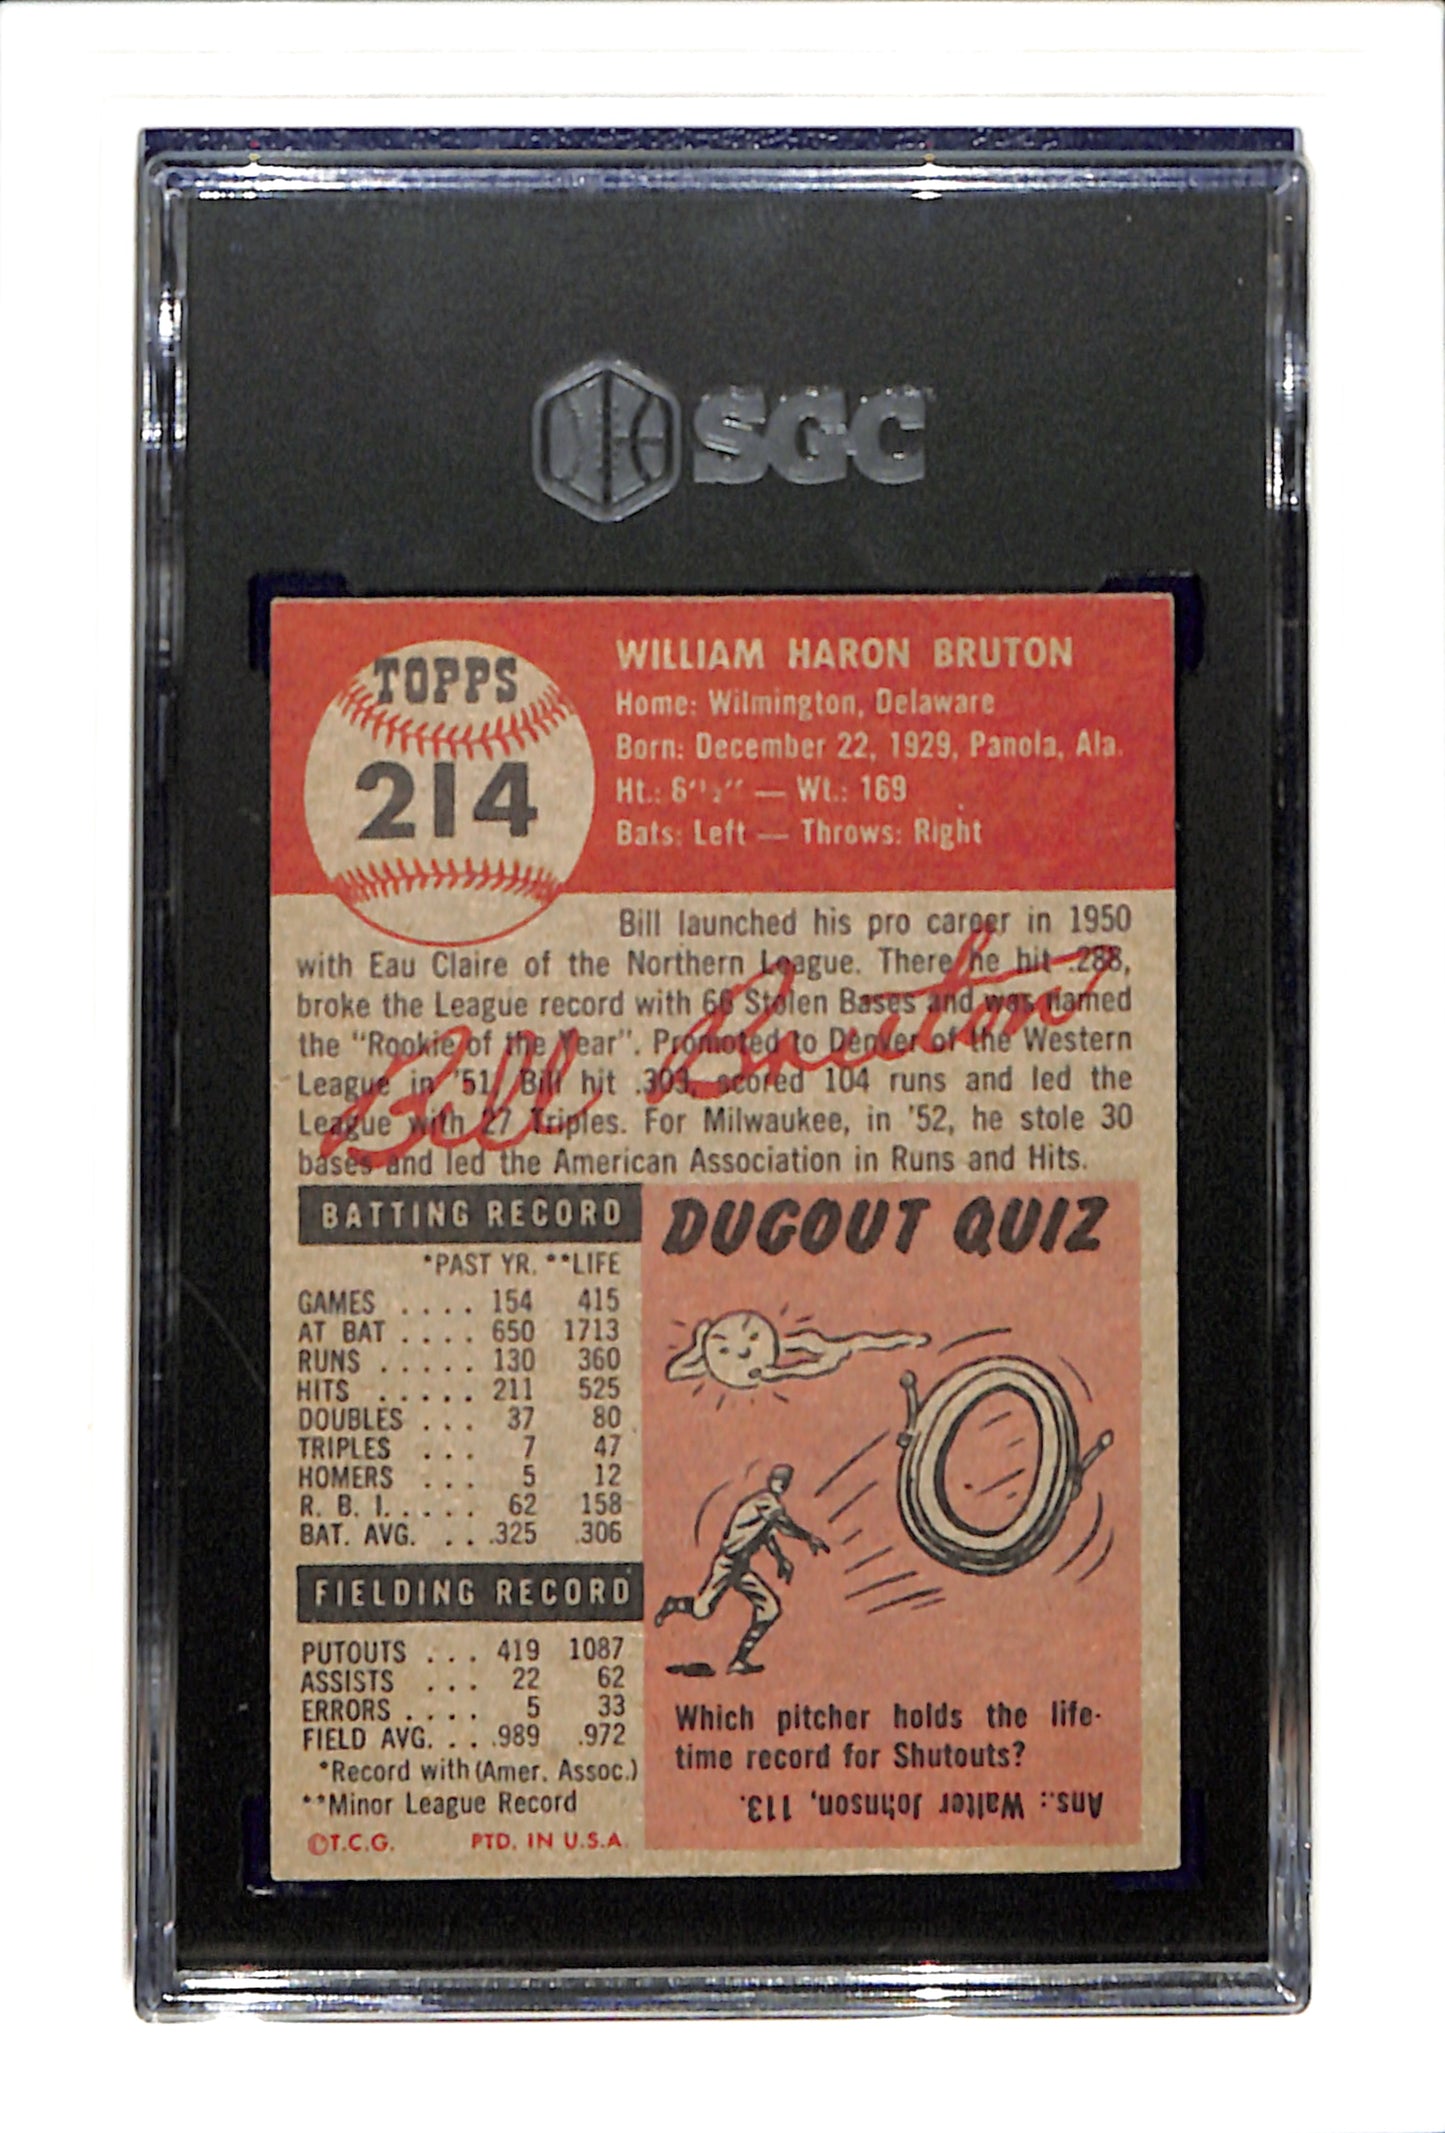 SGC
TOPPS
214
WILLIAM HARON BRUTON
Home: Wilmington, Delaware
Born: December 22, 1929, Panola, Ala.
Ht.: 6'½" — Wt.: 169
Bats: Left — Throws: Right
Bill launched his pro career in 1950
with Eau Claire of the Northern League. There he hit .288,
broke the League record with 66 Stolen Bases and was named
the "Rookie of the Year". Promoted to Denver of the Western
League in '51, Bill hit .303, scored 104 runs and led the
League with 27 Triples. For Milwaukee, in '52, he stole 30
bases and led the American Association in Runs and Hits.
Bill Bruton
BATTING RECORD
*PAST YR. **LIFE
GAMES .... 154 415
AT BAT .... 650 1713
RUNS ..... 130 360
HITS ..... 211 525
DOUBLES ... 37 80
TRIPLES ... 7 47
HOMERS ... 5 12
R. B. I. .... 62 158
BAT. AVG. ... .325 .306
FIELDING RECORD
PUTOUTS ... 419 1087
ASSISTS ... 22 62
ERRORS .... 5 33
FIELD AVG. ... .989 .972
*Record with (Amer. Assoc.)
**Minor League Record
©T.C.G. PTD. IN U.S.A.
DUGOUT QUIZ
Which pitcher holds the life-
time record for Shutouts?
Ans.: Walter Johnson, 113.